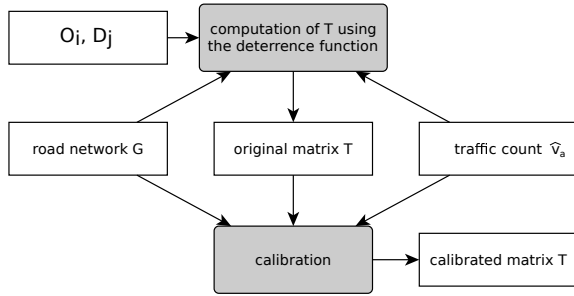 computation of T using
the deterrence function
Oi, Dj
road network G
original matrix T
traffic count v̂a
calibration
calibrated matrix T